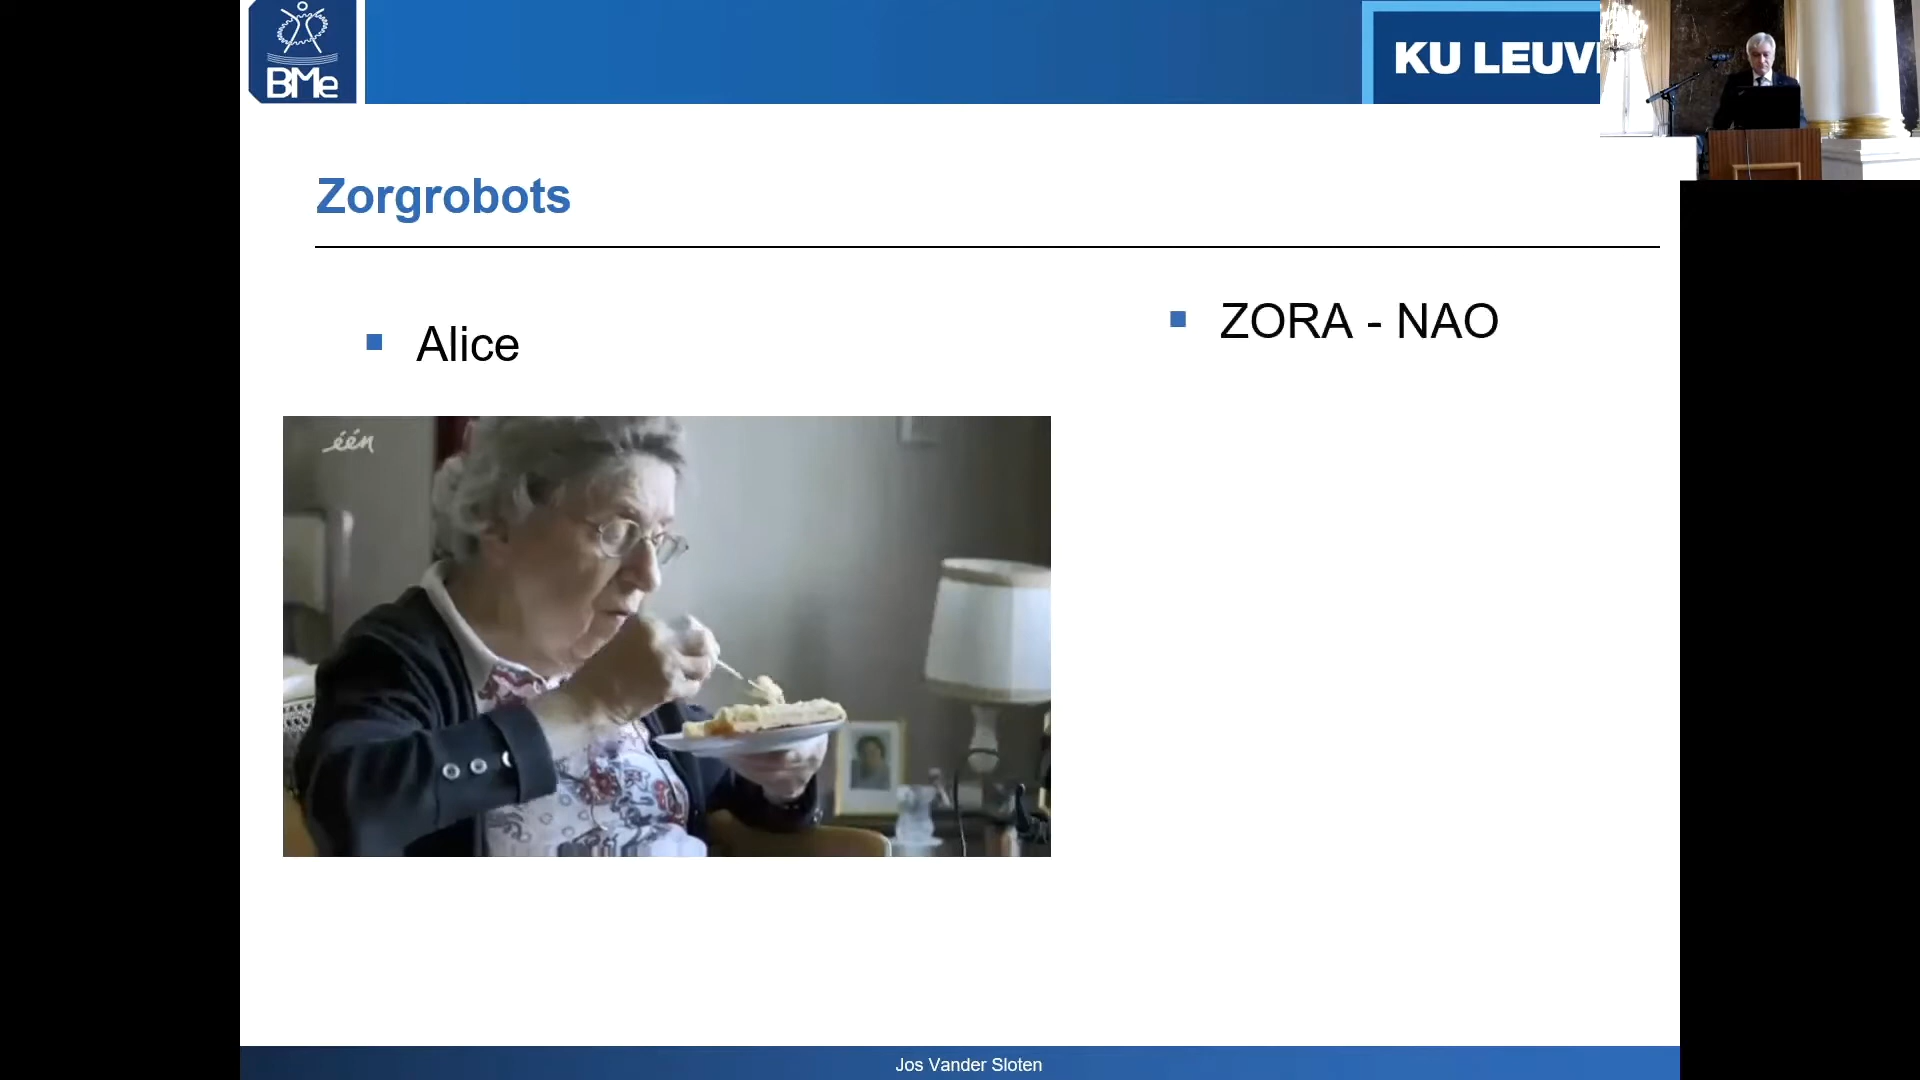 BMe
KU LEUV
Zorgrobots
Alice
ZORA - NAO
één
Jos Vander Sloten